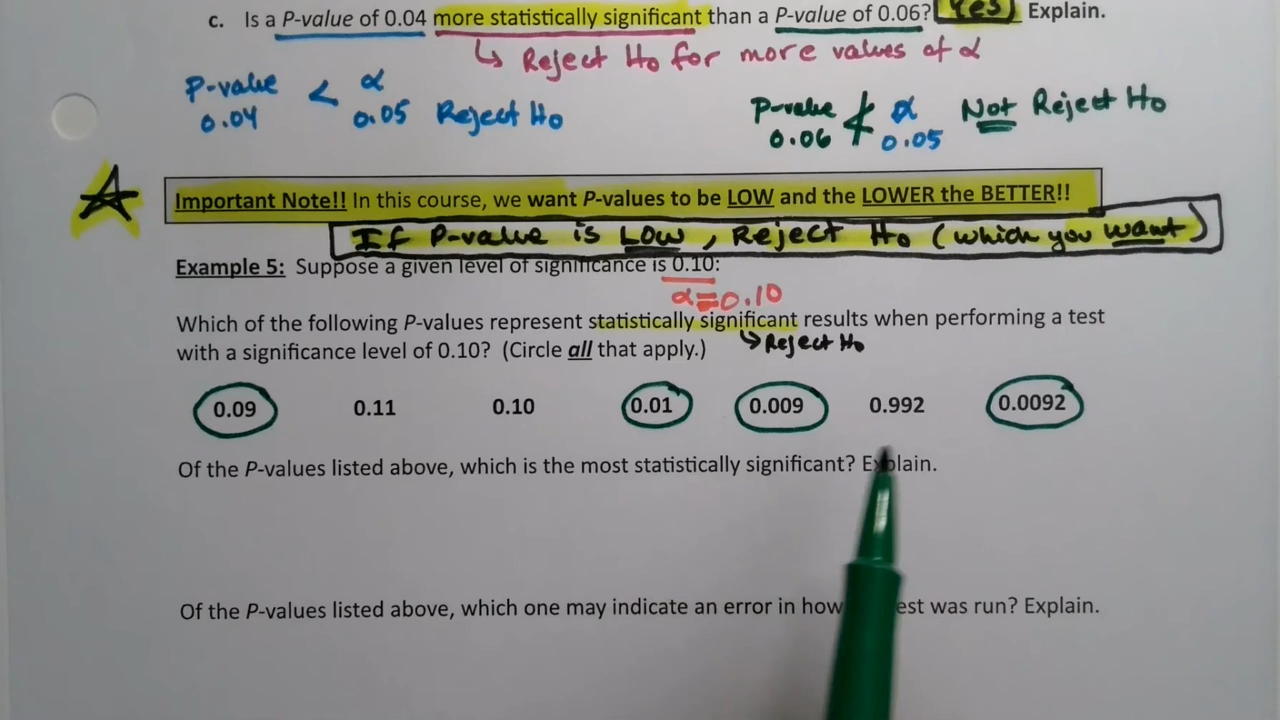 c. Is a P-value of 0.04 more statistically significant than a P-value of 0.06? Yes Explain.
↳ Reject Ho for more values of α
P-value < α
0.04 0.05 Reject Ho
P-value ≮ α Not Reject Ho
0.06 0.05
Important Note!! In this course, we want P-values to be LOW and the LOWER the BETTER!!
If P-value is Low, Reject Ho (which you want)
Example 5: Suppose a given level of significance is 0.10:
α = 0.10
Which of the following P-values represent statistically significant results when performing a test
with a significance level of 0.10? (Circle all that apply.)
↳ Reject Ho
0.09 0.11 0.10 0.01 0.009 0.992 0.0092
Of the P-values listed above, which is the most statistically significant? Explain.
Of the P-values listed above, which one may indicate an error in how est was run? Explain.